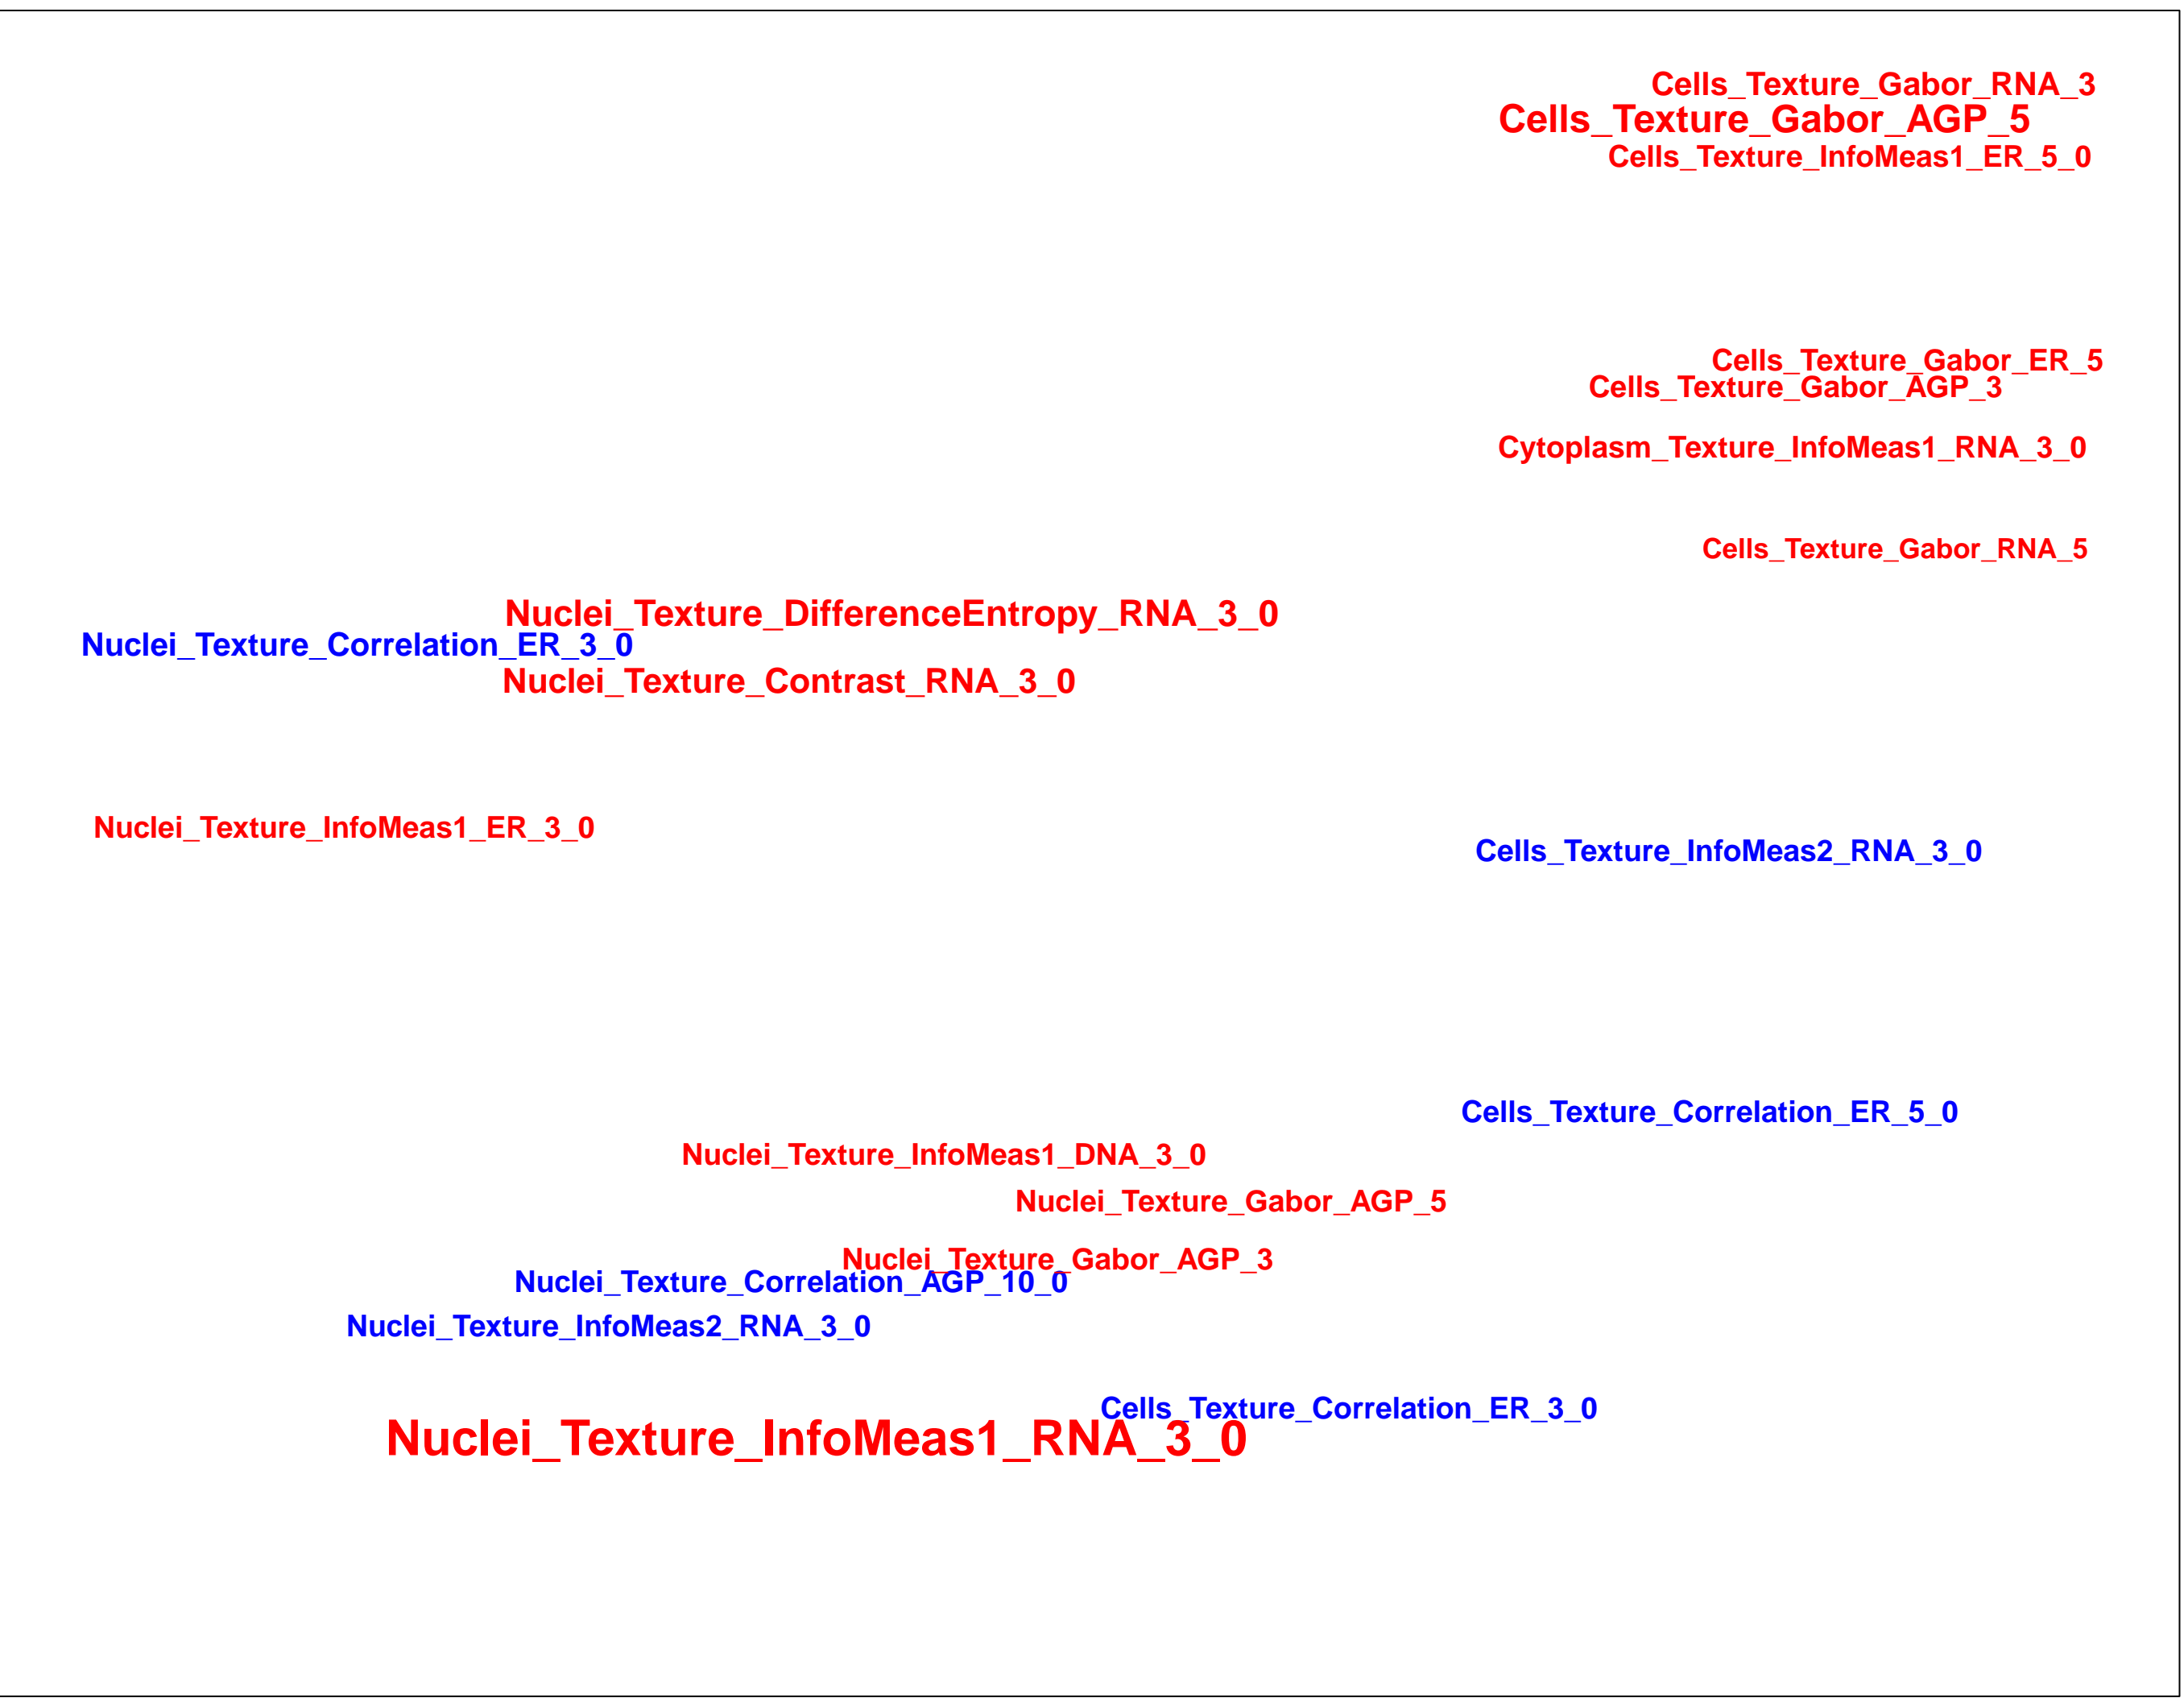 Cells_Texture_Gabor_RNA_3
Cells_Texture_Gabor_AGP_5
Cells_Texture_InfoMeas1_ER_5_0
Cells_Texture_Gabor_ER_5
Cells_Texture_Gabor_AGP_3
Cytoplasm_Texture_InfoMeas1_RNA_3_0
Cells_Texture_Gabor_RNA_5
Nuclei_Texture_DifferenceEntropy_RNA_3_0
Nuclei_Texture_Correlation_ER_3_0
Nuclei_Texture_Contrast_RNA_3_0
Nuclei_Texture_InfoMeas1_ER_3_0
Cells_Texture_InfoMeas2_RNA_3_0
Cells_Texture_Correlation_ER_5_0
Nuclei_Texture_InfoMeas1_DNA_3_0
Nuclei_Texture_Gabor_AGP_5
Nuclei_Texture_Gabor_AGP_3
Nuclei_Texture_Correlation_AGP_10_0
Nuclei_Texture_InfoMeas2_RNA_3_0
Cells_Texture_Correlation_ER_3_0
Nuclei_Texture_InfoMeas1_RNA_3_0